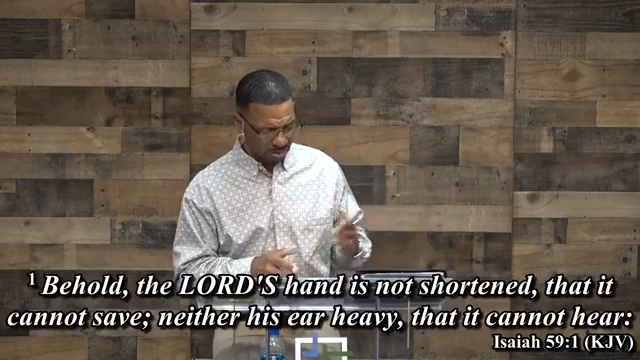 ¹ Behold, the LORD'S hand is not shortened, that it
cannot save; neither his ear heavy, that it cannot hear:
Isaiah 59:1 (KJV)